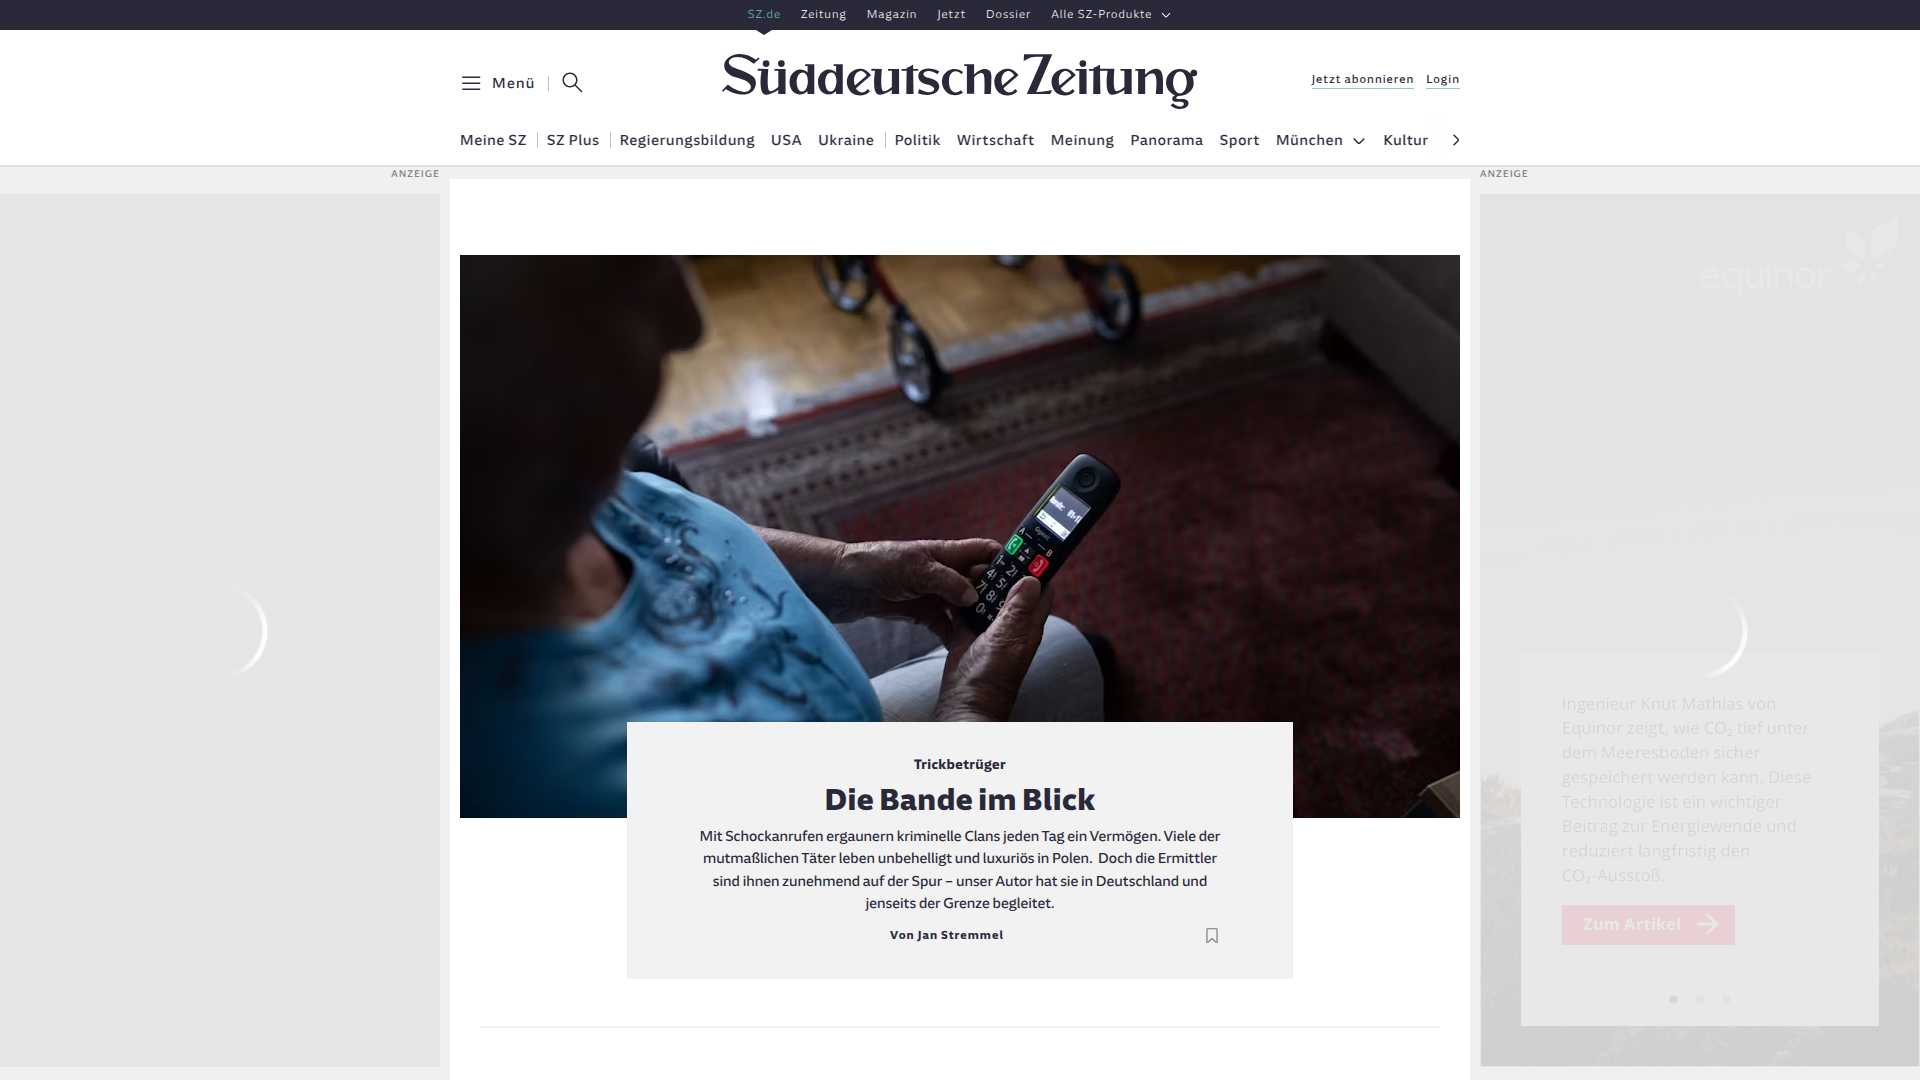 SZ.de Zeitung Magazin Jetzt Dossier Alle SZ-Produkte
Menü
Süddeutsche Zeitung
Jetzt abonnieren Login
Meine SZ SZ Plus Regierungsbildung USA Ukraine Politik Wirtschaft Meinung Panorama Sport München Kultur
ANZEIGE
ANZEIGE
Trickbetrüger
Die Bande im Blick
Mit Schockanrufen ergaunern kriminelle Clans jeden Tag ein Vermögen. Viele der
mutmaßlichen Täter leben unbehelligt und luxuriös in Polen. Doch die Ermittler
sind ihnen zunehmend auf der Spur – unser Autor hat sie in Deutschland und
jenseits der Grenze begleitet.
Von Jan Stremmel
equinor
Ingenieur Knut Mathias von
Equinor zeigt, wie CO₂ tief unter
dem Meeresboden sicher
gespeichert werden kann. Diese
Technologie ist ein wichtiger
Beitrag zur Energiewende und
reduziert langfristig den
CO₂-Ausstoß.
Zum Artikel